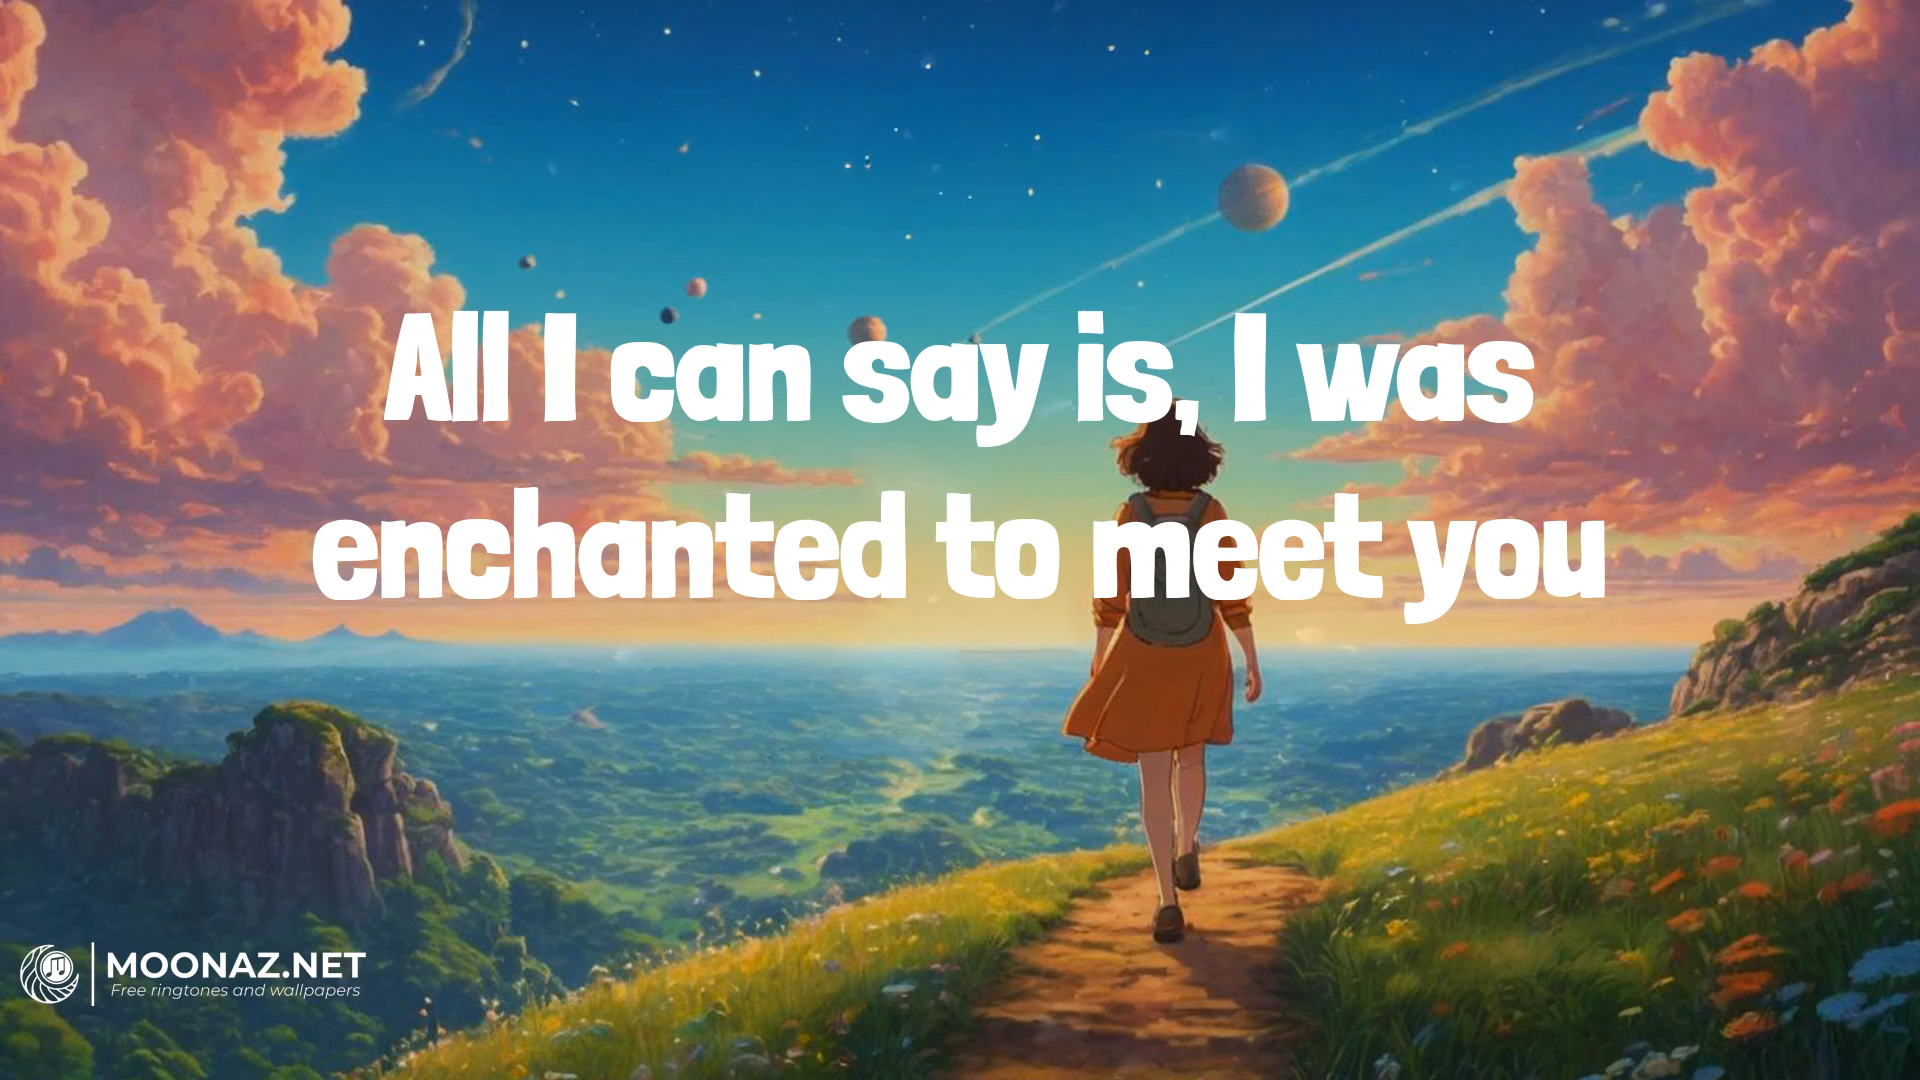 All I can say is, I was
enchanted to meet you
MOONAZ.NET
Free ringtones and wallpapers